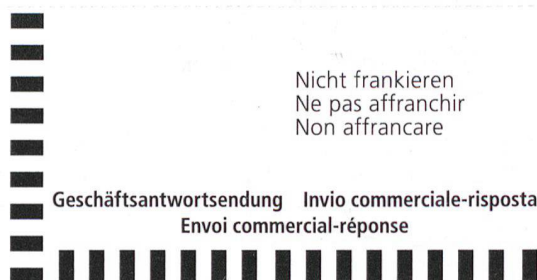 Nicht frankieren
Ne pas affranchir
Non affrancare
Geschäftsantwortsendung Invio commerciale-risposta
Envoi commercial-réponse